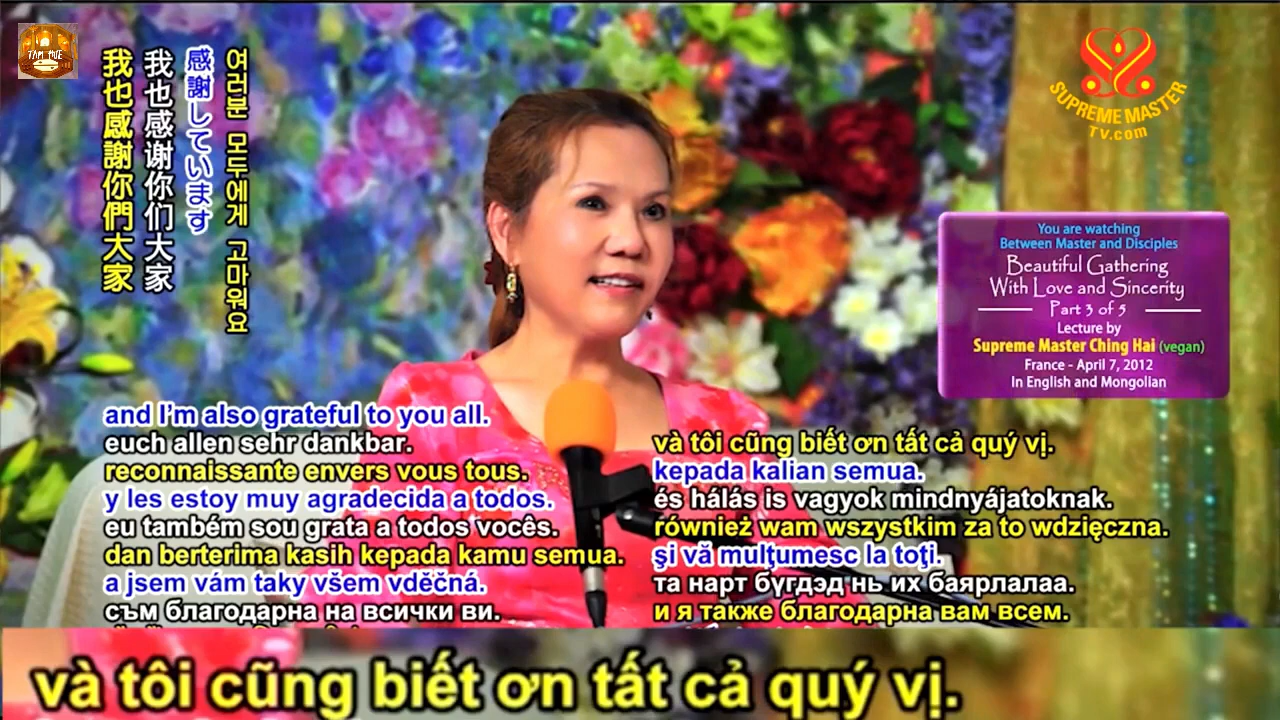 TÂM TUỆ
我也感謝你們大家
我也感谢你们大家
感謝しています
여러분 모두에게 고마워요
SUPREME MASTER
TV.com
You are watching
Between Master and Disciples
Beautiful Gathering
With Love and Sincerity
Part 3 of 5
Lecture by
Supreme Master Ching Hai (vegan)
France - April 7, 2012
In English and Mongolian
and I'm also grateful to you all.
euch allen sehr dankbar.
reconnaissante envers vous tous.
y les estoy muy agradecida a todos.
eu também sou grata a todos vocês.
dan berterima kasih kepada kamu semua.
a jsem vám taky všem vděčná.
съм благодарна на всички ви.
và tôi cũng biết ơn tất cả quý vị.
kepada kalian semua.
és hálás is vagyok mindnyájatoknak.
również wam wszystkim za to wdzięczna.
şi vă mulţumesc la toţi.
та нарт бүгдэд нь их баярлалаа.
и я также благодарна вам всем.
và tôi cũng biết ơn tất cả quý vị.